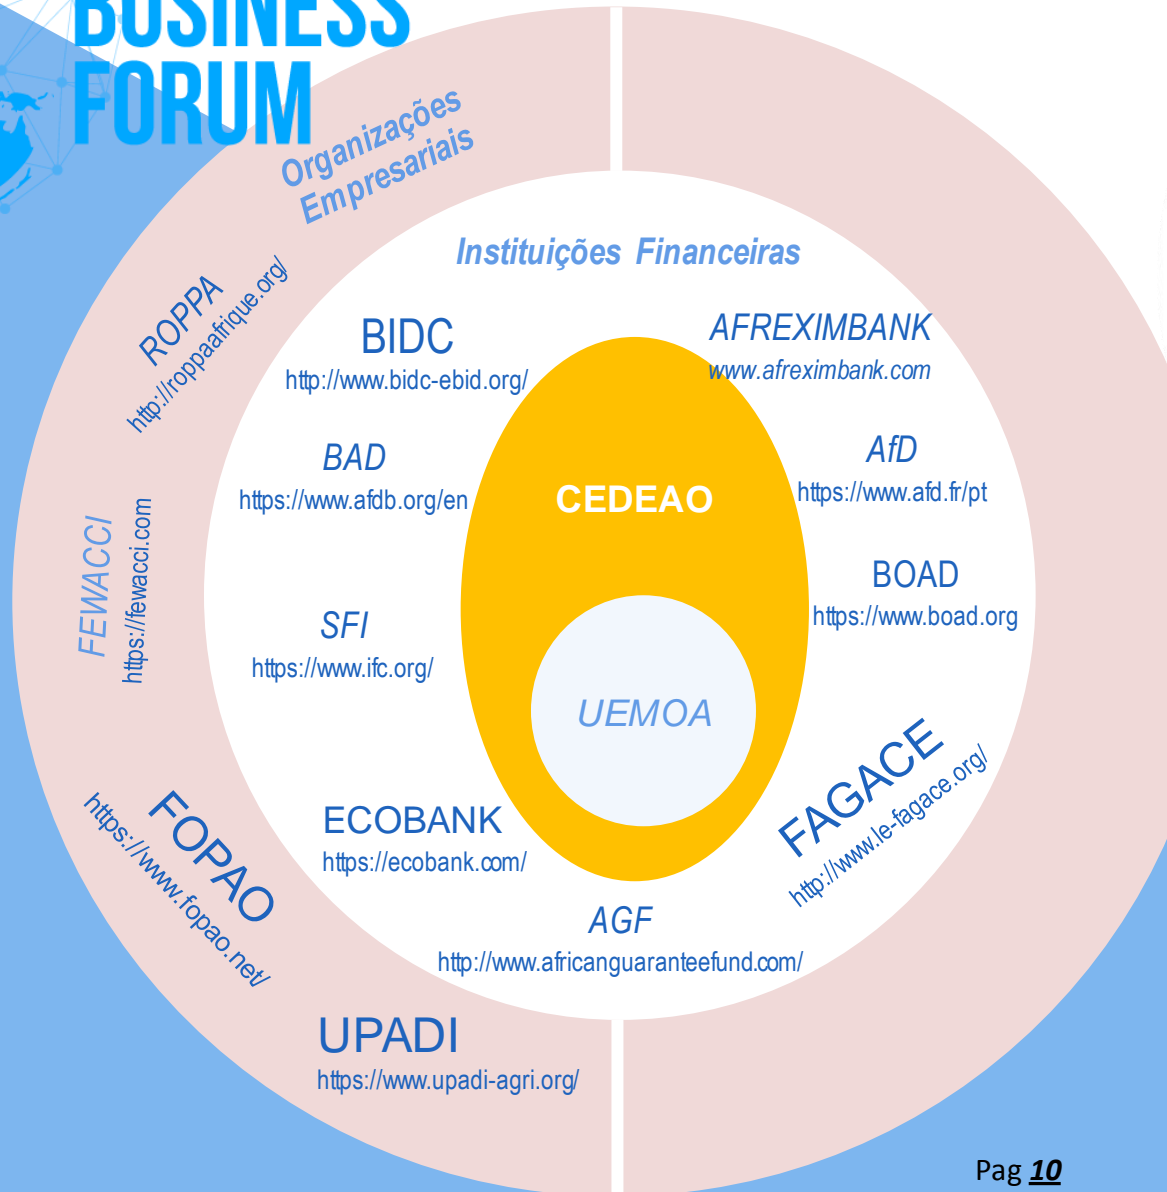 BUSINESS
FORUM
Organizações
Empresariais
Instituições Financeiras
ROPPA
http://roppaafrique.org/
BIDC
http://www.bidc-ebid.org/
AFREXIMBANK
www.afreximbank.com
BAD
https://www.afdb.org/en
CEDEAO
AfD
https://www.afd.fr/pt
FEWACCI
https://fewacci.com
BOAD
https://www.boad.org
SFI
https://www.ifc.org/
UEMOA
FAGACE
http://www.le-fagace.org/
FOPAO
https://www.fopao.net/
ECOBANK
https://ecobank.com/
AGF
http://www.africanguaranteefund.com/
UPADI
https://www.upadi-agri.org/
Pag 10